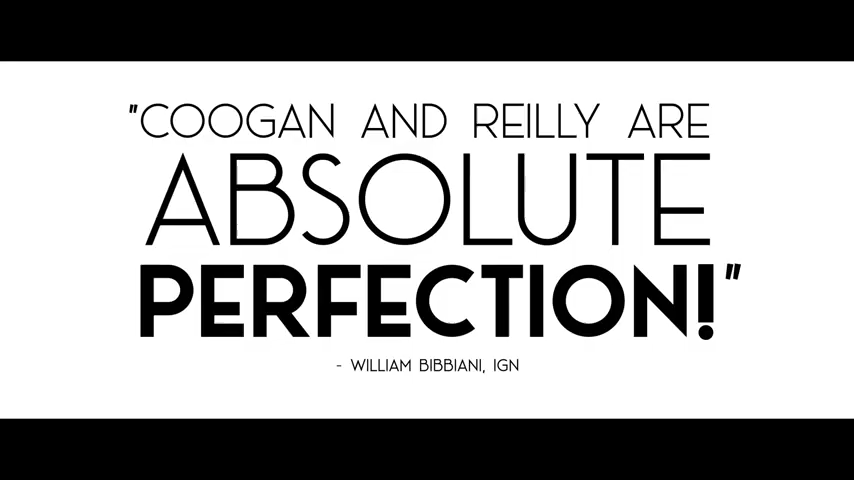 "COOGAN AND REILLY ARE
ABSOLUTE
PERFECTION!"
- WILLIAM BIBBIANI, IGN